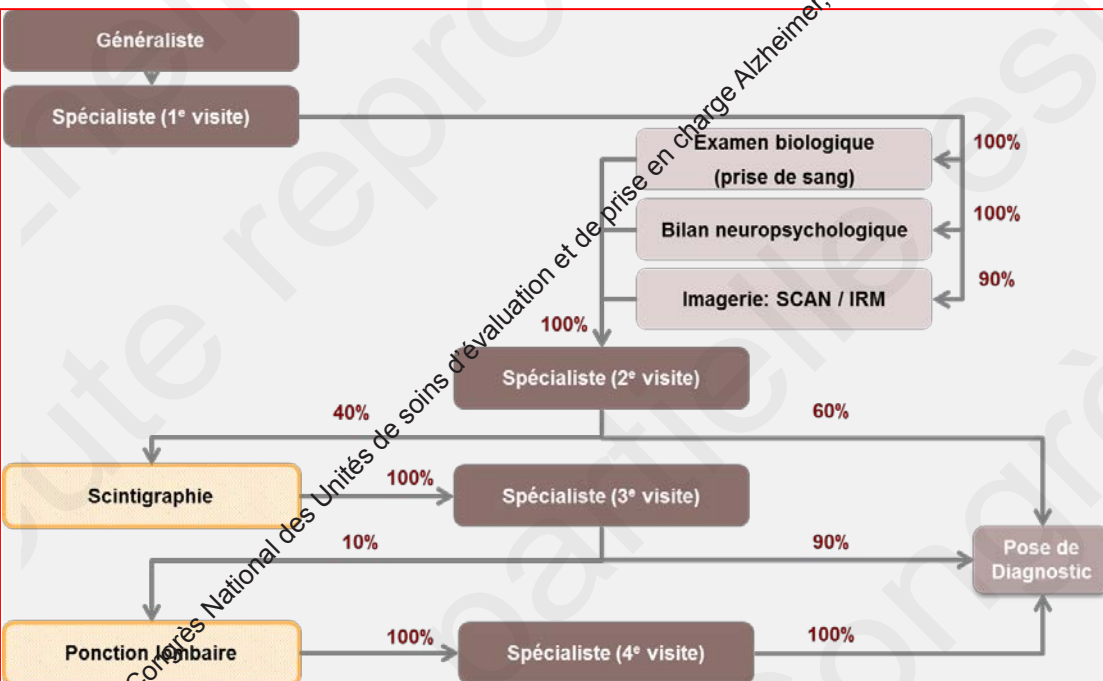 Généraliste
Spécialiste (1e visite)
Examen biologique
(prise de sang)
100%
Bilan neuropsychologique
100%
Imagerie: SCAN / IRM
90%
100%
Spécialiste (2e visite)
40%
60%
Scintigraphie
100%
Spécialiste (3e visite)
10%
90%
Pose de
Diagnostic
Ponction lombaire
100%
Spécialiste (4e visite)
100%
Congrès National des Unités de soins d'évaluation et de prise en charge Alzheimer,